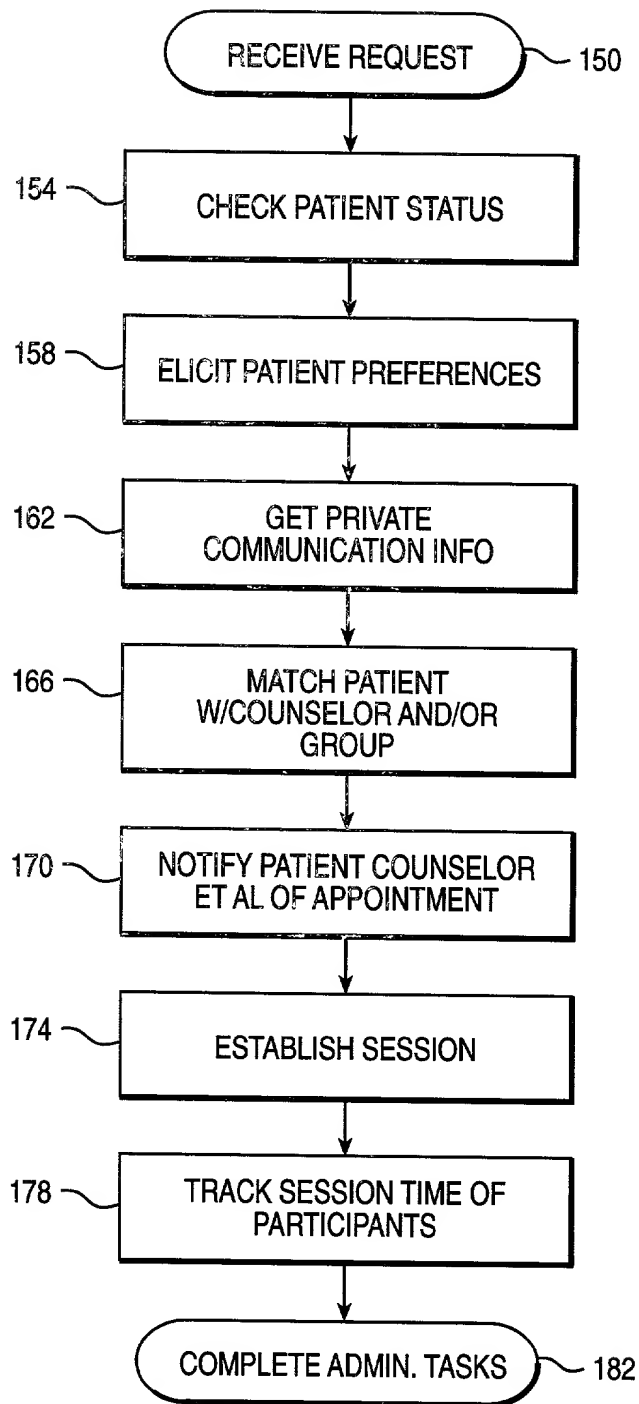 RECEIVE REQUEST
150
154
CHECK PATIENT STATUS
158
ELICIT PATIENT PREFERENCES
162
GET PRIVATE
COMMUNICATION INFO
166
MATCH PATIENT
W/COUNSELOR AND/OR
GROUP
170
NOTIFY PATIENT COUNSELOR
ET AL OF APPOINTMENT
174
ESTABLISH SESSION
178
TRACK SESSION TIME OF
PARTICIPANTS
COMPLETE ADMIN. TASKS
182